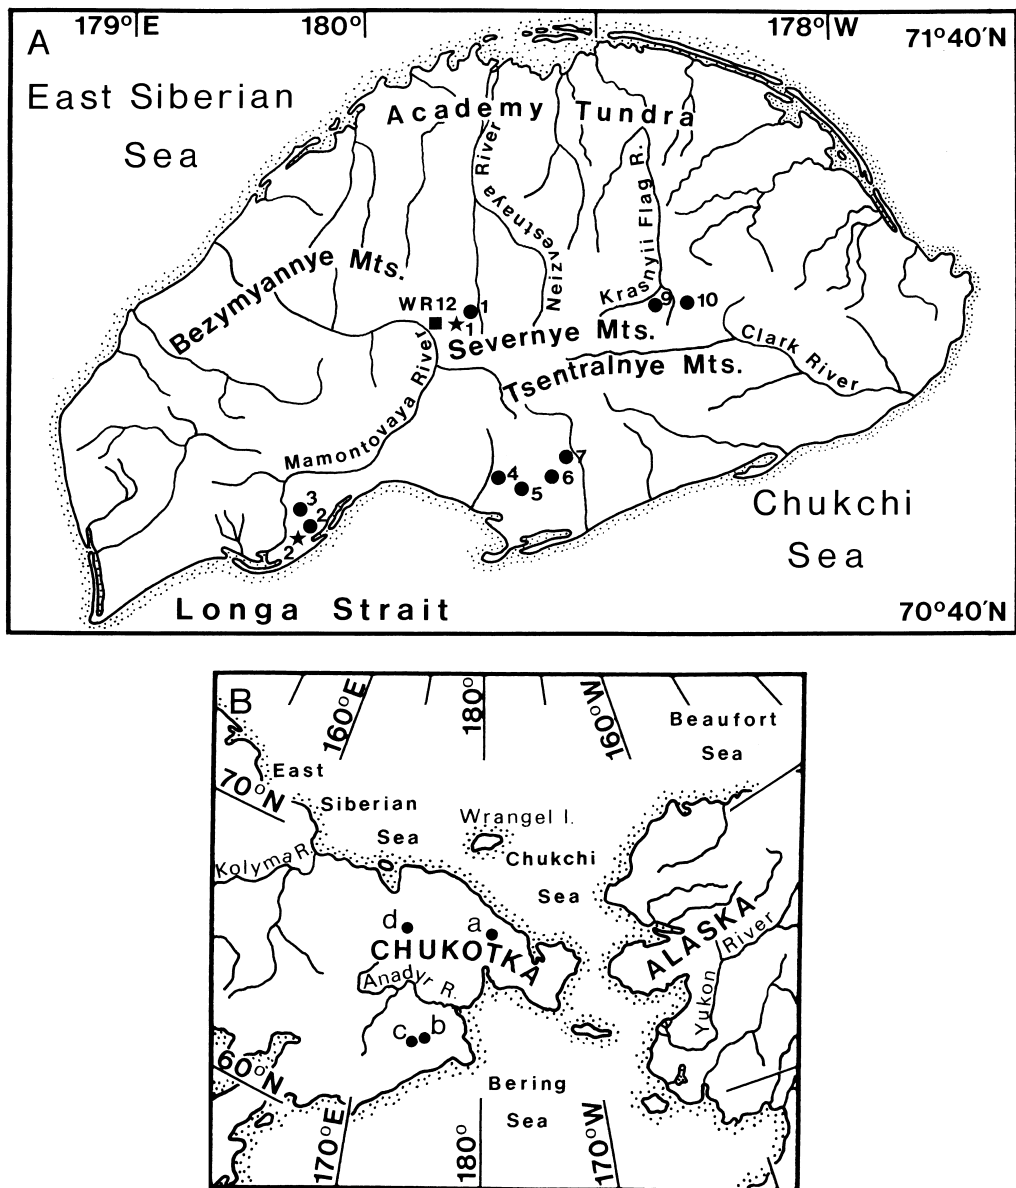 A
179°E
180°
178°W
71°40'N
East Siberian
Sea
Academy Tundra
Neizvestnaya River
Krasnyii Flag R.
Bezymyannye Mts.
WR12
1
1
9
10
Severnye Mts.
Tsentralnye Mts.
Clark River
Mamontovaya River
7
4
6
5
3
2
2
Chukchi
Sea
Longa Strait
70°40'N
B
160°E
180°
160°W
Beaufort
Sea
East
Siberian
Sea
70°N
Wrangel I.
Chukchi
Sea
Kolyma R.
d
a
CHUKOTKA
ALASKA
Anadyr R.
Yukon River
c
b
60°N
Bering
Sea
170°E
180°
170°W